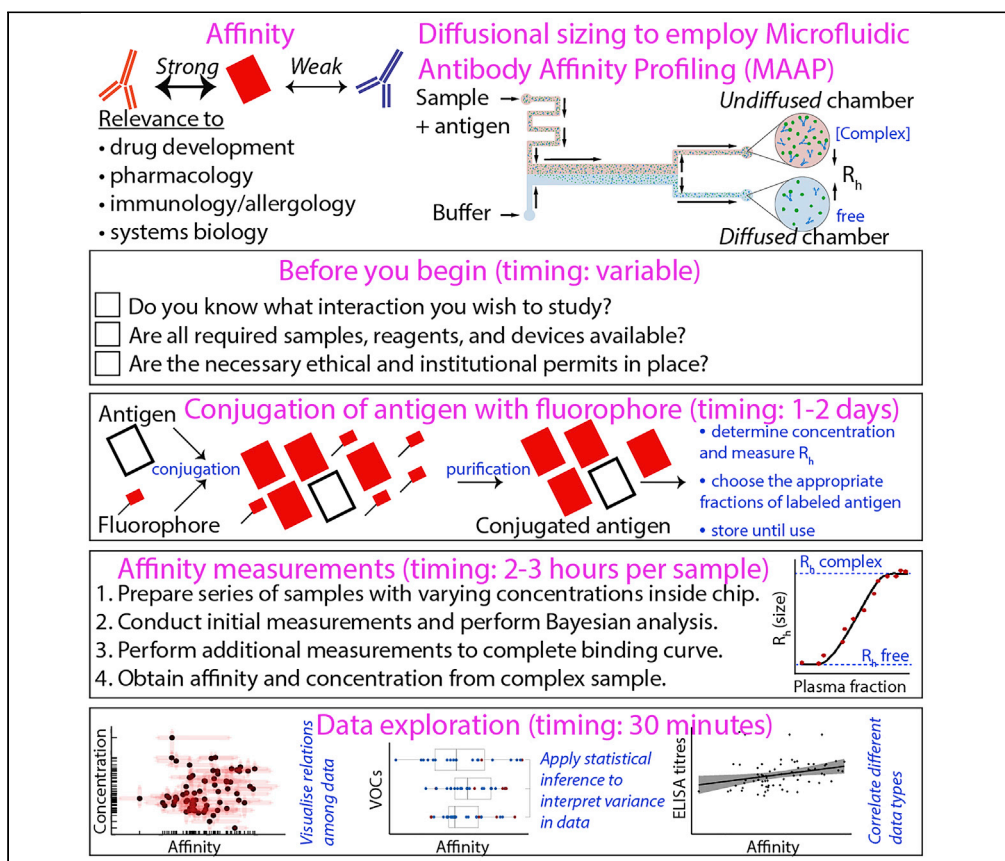 Affinity
Strong
Weak
Relevance to
• drug development
• pharmacology
• immunology/allergology
• systems biology
Diffusional sizing to employ Microfluidic
Antibody Affinity Profiling (MAAP)
Sample
+ antigen
Buffer
Undiffused chamber
[Complex]
Rh
free
Diffused chamber
Before you begin (timing: variable)
Do you know what interaction you wish to study?
Are all required samples, reagents, and devices available?
Are the necessary ethical and institutional permits in place?
Conjugation of antigen with fluorophore (timing: 1-2 days)
Antigen
conjugation
Fluorophore
purification
Conjugated antigen
• determine concentration
and measure Rh
• choose the appropriate
fractions of labeled antigen
• store until use
Affinity measurements (timing: 2-3 hours per sample)
1. Prepare series of samples with varying concentrations inside chip.
2. Conduct initial measurements and perform Bayesian analysis.
3. Perform additional measurements to complete binding curve.
4. Obtain affinity and concentration from complex sample.
Rh complex
Rh (size)
Rh free
Plasma fraction
Data exploration (timing: 30 minutes)
Concentration
Affinity
Visualise relations
among data
VOCs
Affinity
Apply statistical
inference to
interpret variance
in data
ELISA titres
Affinity
Correlate different
data types